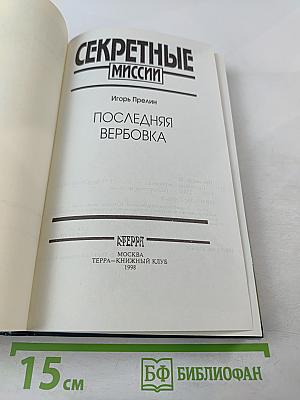 СЕКРЕТНЫЕ
МИССИИ
Игорь Прелин
ПОСЛЕДНЯЯ
ВЕРБОВКА
ТЕРРА
МОСКВА
ТЕРРА—КНИЖНЫЙ КЛУБ
1998
15 см
БФ БИБЛИОФАН